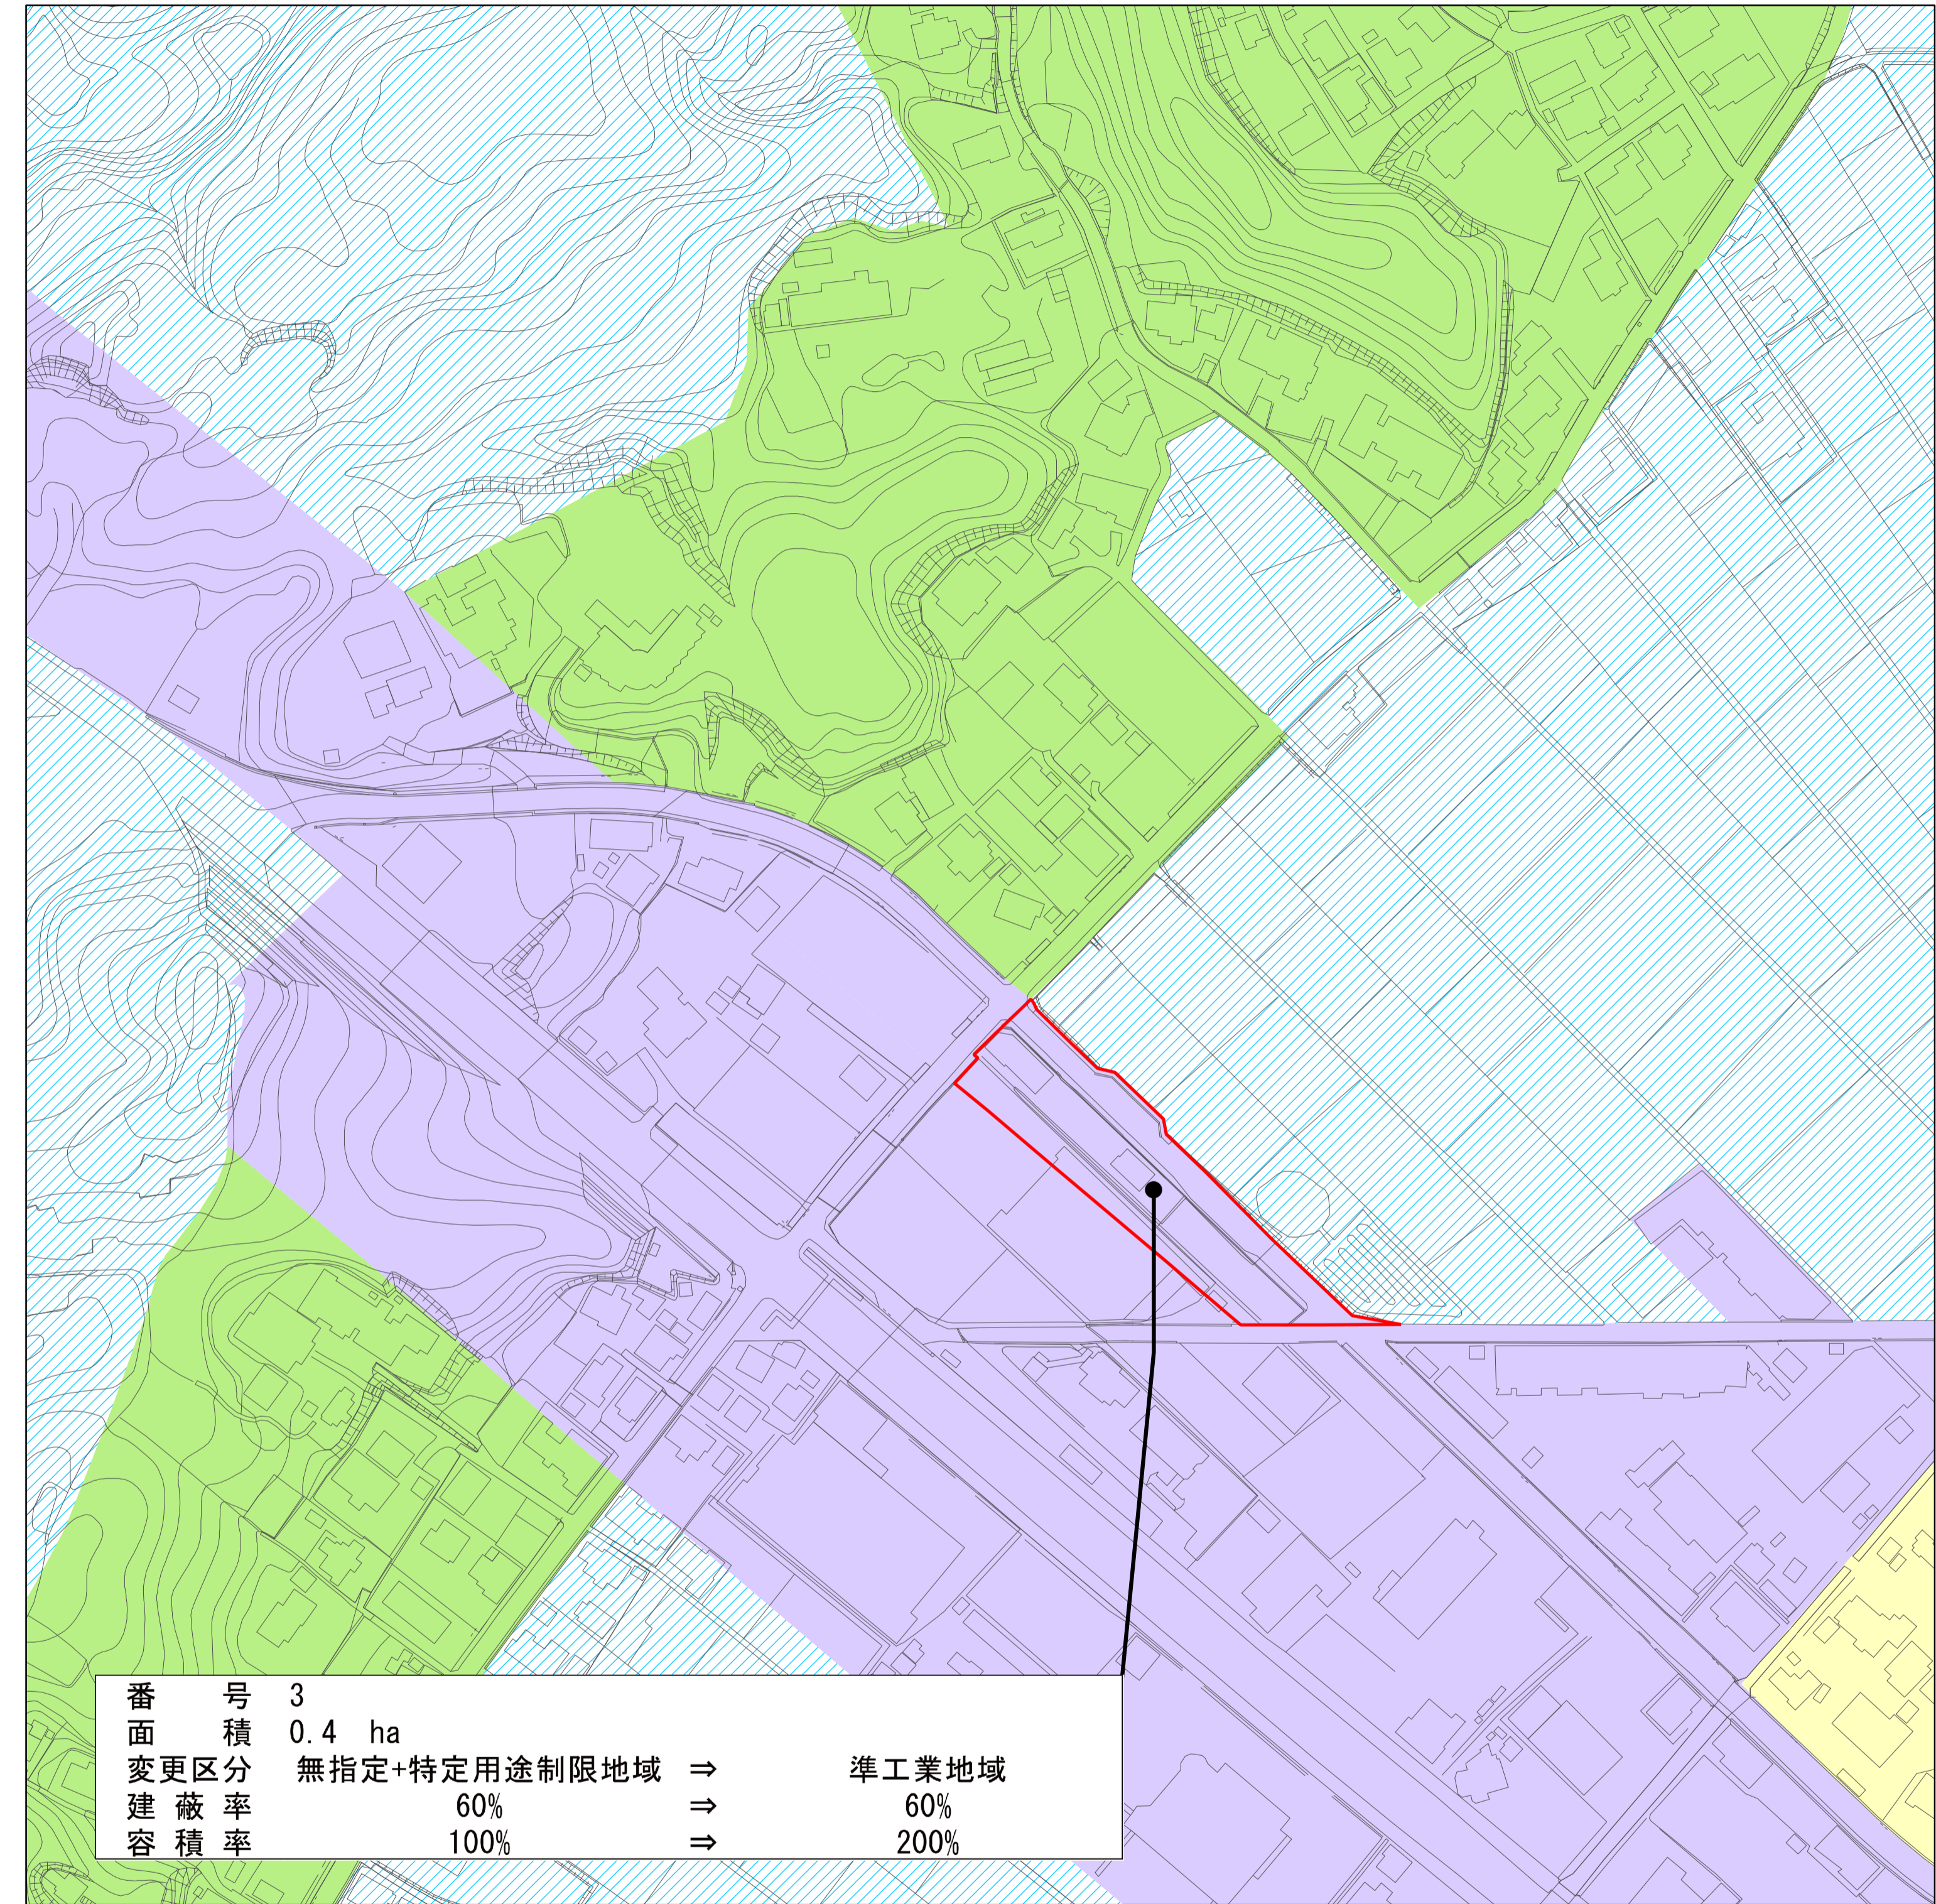 番　号 3
面　積 0.4 ha
変更区分 無指定+特定用途制限地域 ⇒ 準工業地域
建蔽率 60% ⇒ 60%
容積率 100% ⇒ 200%